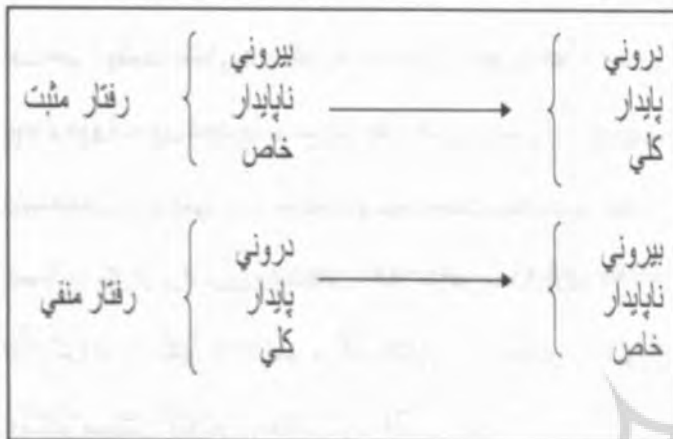 رفتار مثبت
بيروني
ناپايدار
خاص
دروني
پايدار
كلي
رفتار منفي
دروني
پايدار
كلي
بيروني
ناپايدار
خاص